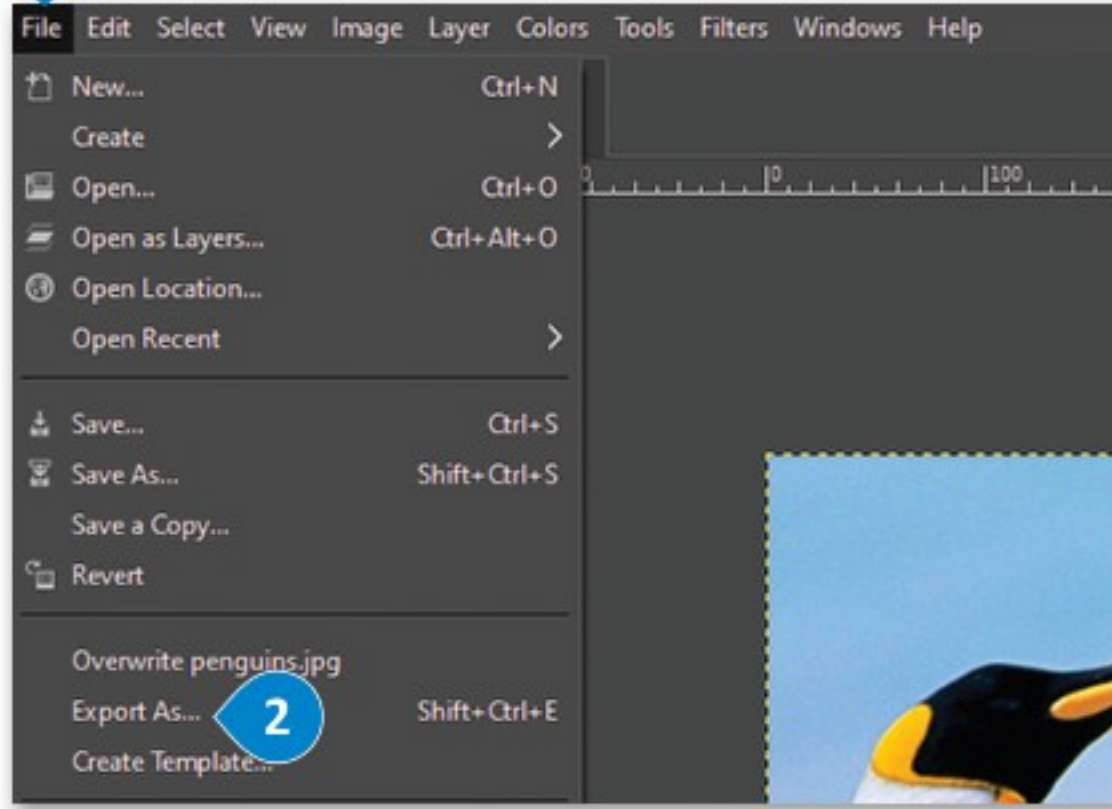 File Edit Select View Image Layer Colors Tools Filters Windows Help
New... Ctrl+N
Create
Open... Ctrl+O
Open as Layers... Ctrl+Alt+O
Open Location...
Open Recent
Save... Ctrl+S
Save As... Shift+Ctrl+S
Save a Copy...
Revert
Overwrite penguins.jpg
Export As... 2 Shift+Ctrl+E
Create Template...
0 100